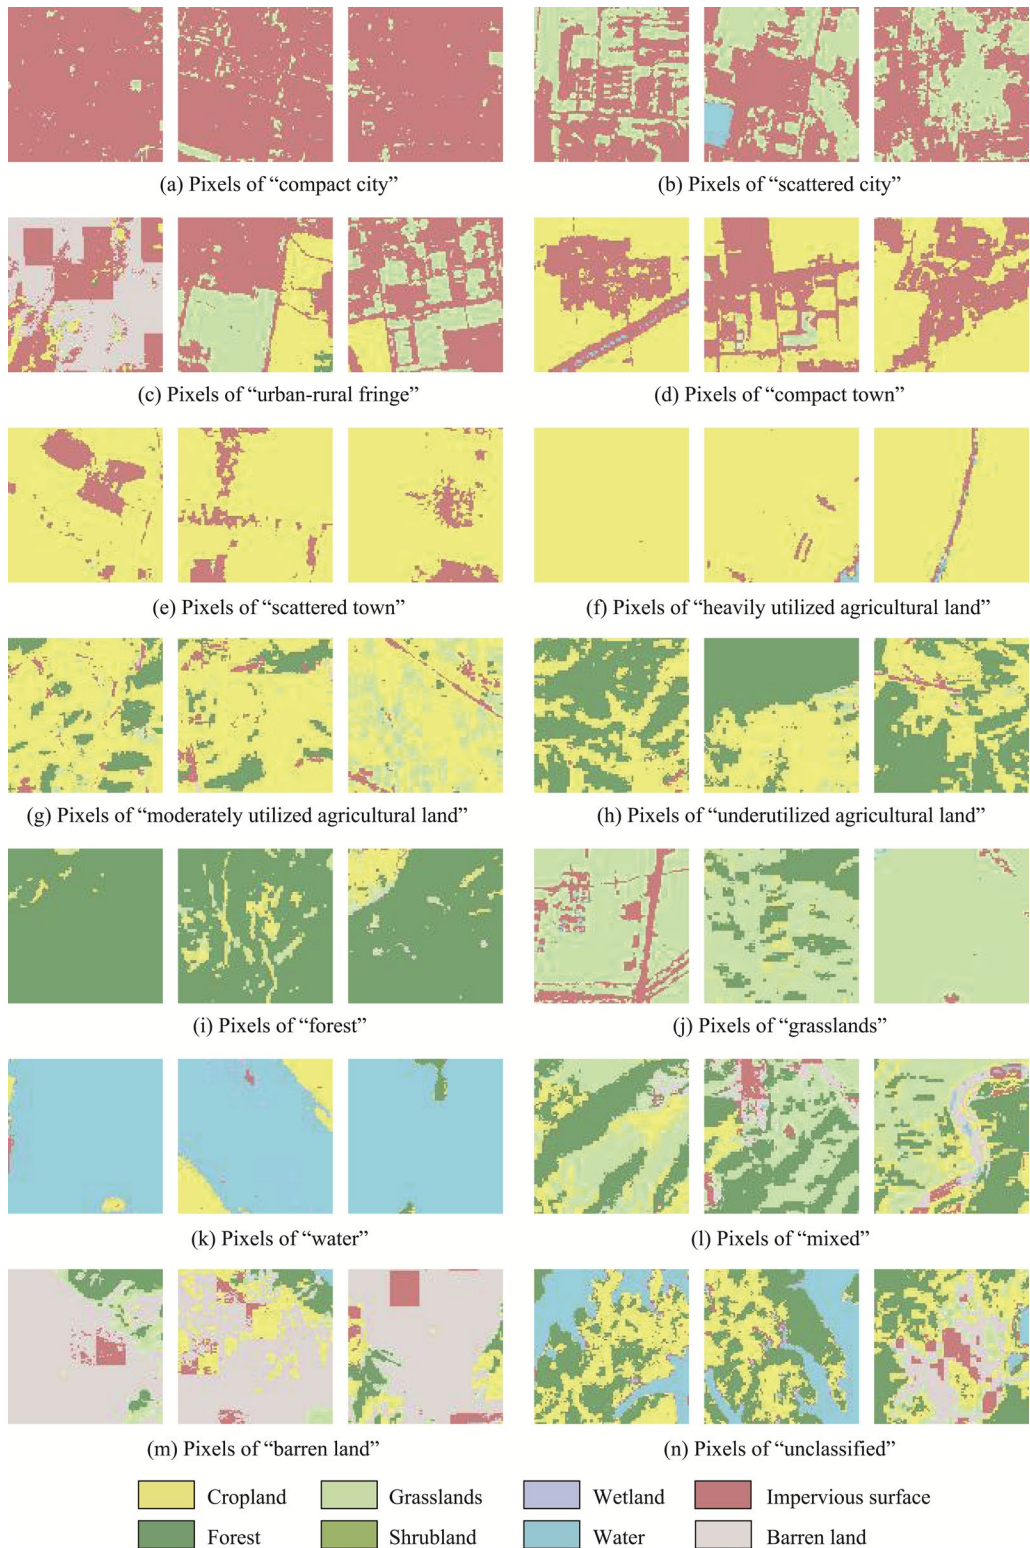 (a) Pixels of “compact city”
(b) Pixels of “scattered city”
(c) Pixels of “urban-rural fringe”
(d) Pixels of “compact town”
(e) Pixels of “scattered town”
(f) Pixels of “heavily utilized agricultural land”
(g) Pixels of “moderately utilized agricultural land”
(h) Pixels of “underutilized agricultural land”
(i) Pixels of “forest”
(j) Pixels of “grasslands”
(k) Pixels of “water”
(l) Pixels of “mixed”
(m) Pixels of “barren land”
(n) Pixels of “unclassified”
Cropland Grasslands Wetland Impervious surface
Forest Shrubland Water Barren land